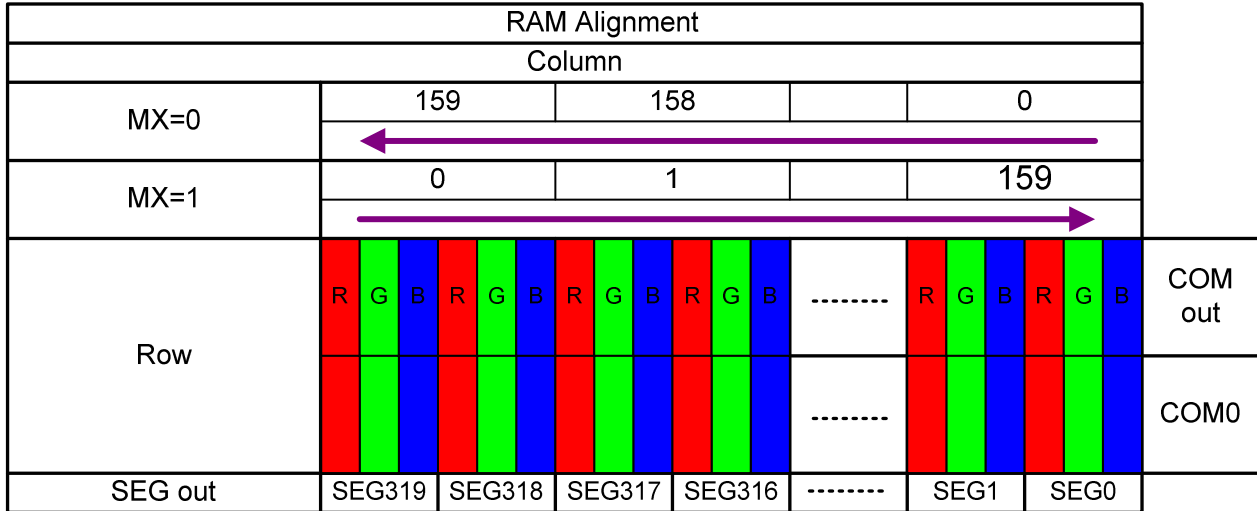 RAM Alignment
Column
MX=0
159 158 0
MX=1
0 1 159
Row
R G B R G B R G B R G B -------- R G B R G B
COM out
-------- COM0
SEG out SEG319 SEG318 SEG317 SEG316 -------- SEG1 SEG0